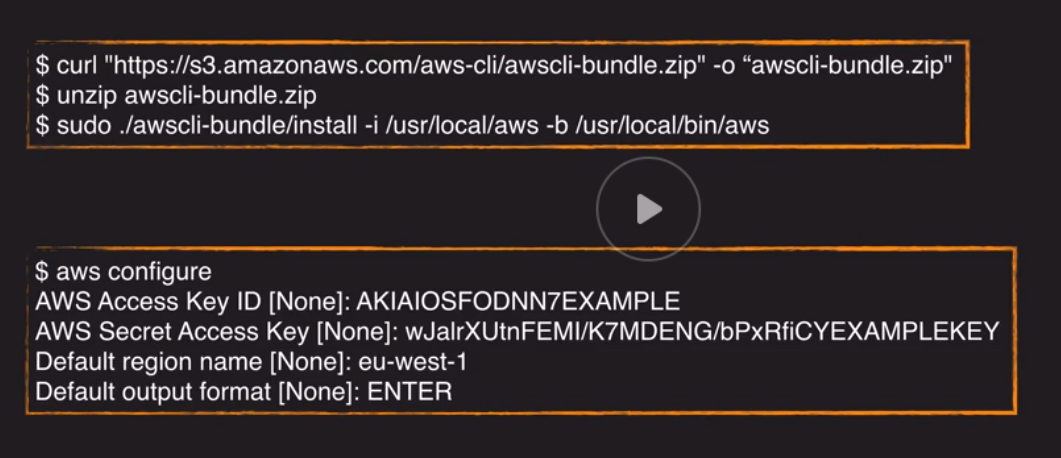 $ curl "https://s3.amazonaws.com/aws-cli/awscli-bundle.zip" -o “awscli-bundle.zip"
$ unzip awscli-bundle.zip
$ sudo ./awscli-bundle/install -i /usr/local/aws -b /usr/local/bin/aws
$ aws configure
AWS Access Key ID [None]: AKIAIOSFODNN7EXAMPLE
AWS Secret Access Key [None]: wJalrXUtnFEMI/K7MDENG/bPxRfiCYEXAMPLEKEY
Default region name [None]: eu-west-1
Default output format [None]: ENTER